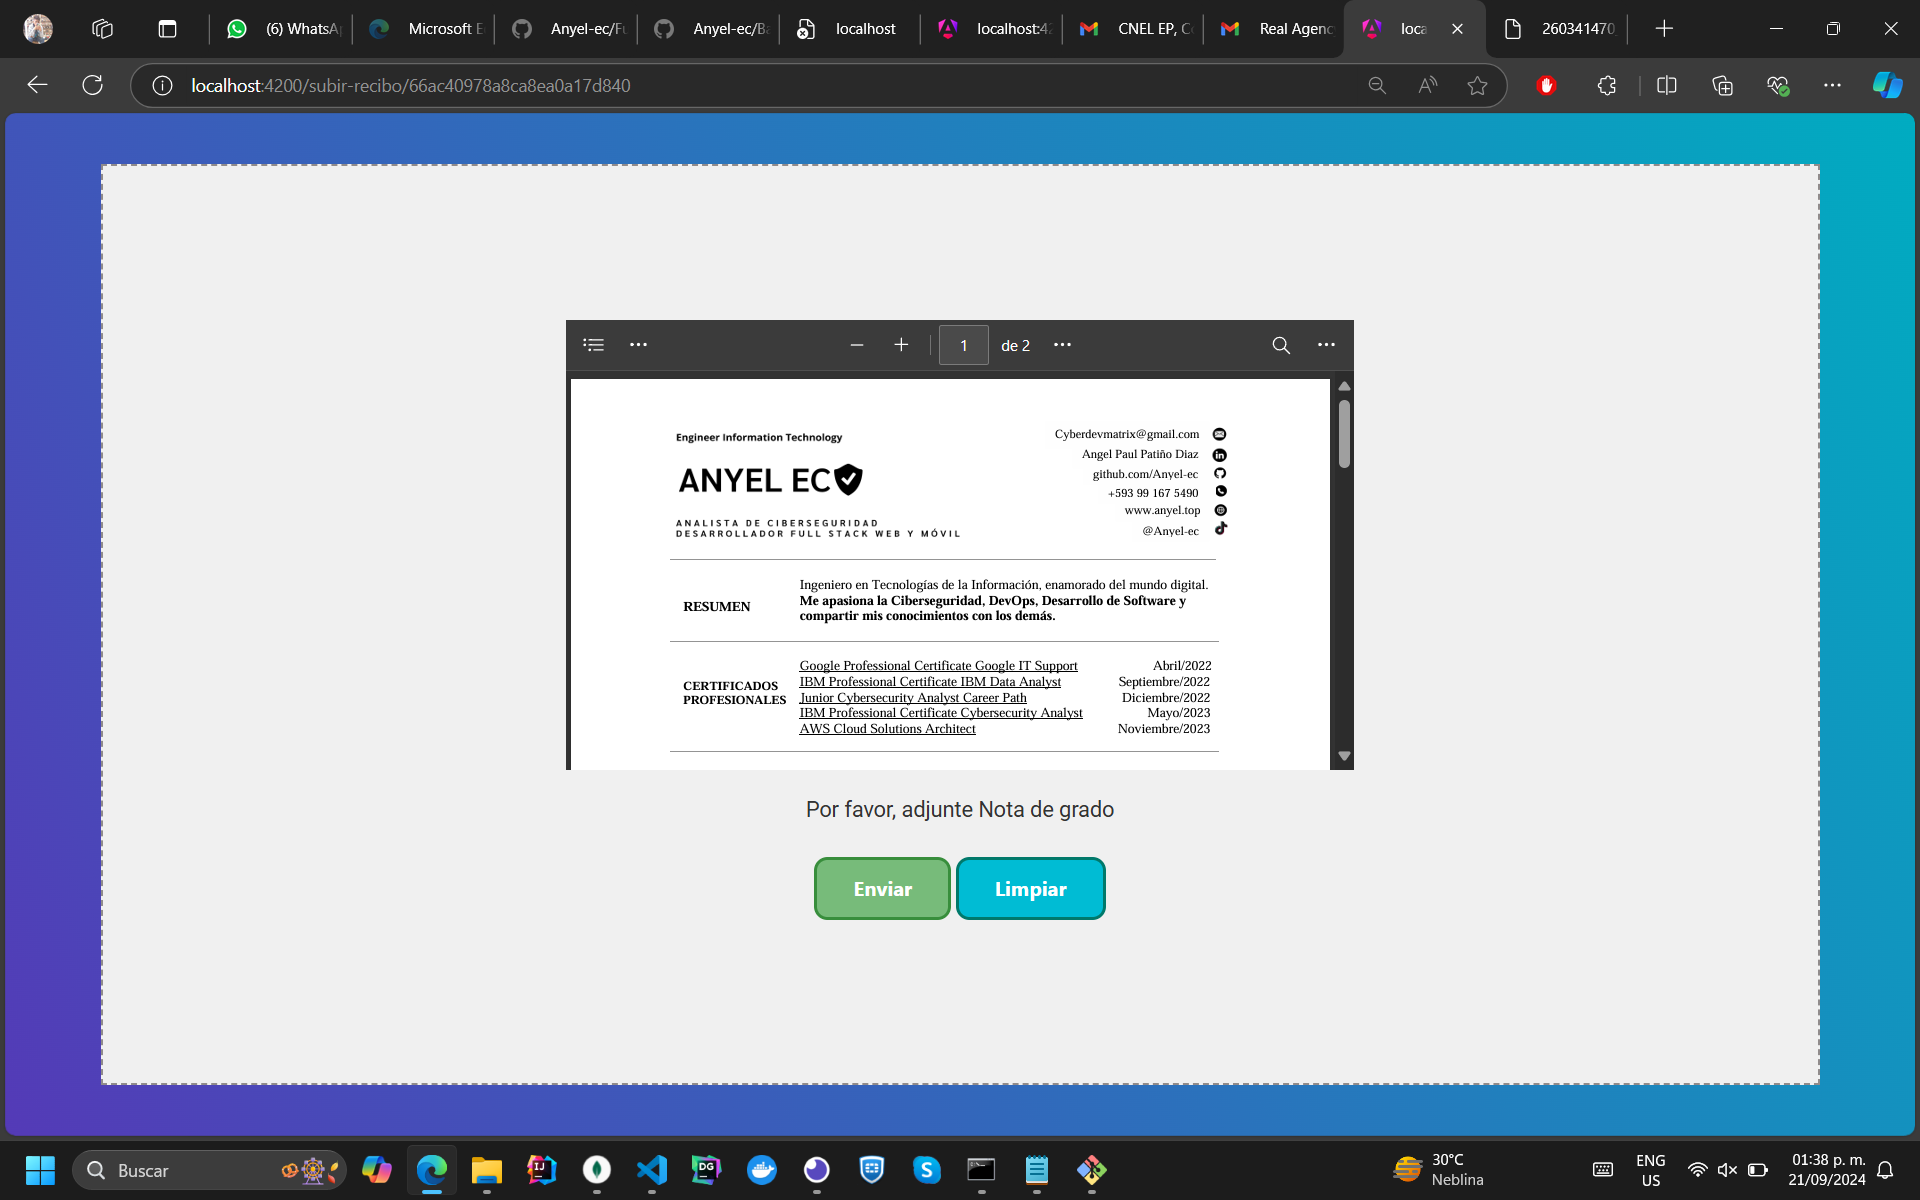 (6) WhatsA
Microsoft E
Anyel-ec/Fu
Anyel-ec/Ba
localhost
localhost:42
CNEL EP, Co
Real Agenc
loca
260341470
localhost:4200/subir-recibo/66ac40978a8ca8ea0a17d840
1 de 2
Engineer Information Technology
ANYEL EC
ANALISTA DE CIBERSEGURIDAD
DESARROLLADOR FULL STACK WEB Y MÓVIL
Cyberdevmatrix@gmail.com
Angel Paul Patiño Diaz
github.com/Anyel-ec
+593 99 167 5490
www.anyel.top
@Anyel-ec
RESUMEN
Ingeniero en Tecnologías de la Información, enamorado del mundo digital.
Me apasiona la Ciberseguridad, DevOps, Desarrollo de Software y
compartir mis conocimientos con los demás.
CERTIFICADOS
PROFESIONALES
Google Professional Certificate Google IT Support Abril/2022
IBM Professional Certificate IBM Data Analyst Septiembre/2022
Junior Cybersecurity Analyst Career Path Diciembre/2022
IBM Professional Certificate Cybersecurity Analyst Mayo/2023
AWS Cloud Solutions Architect Noviembre/2023
Por favor, adjunte Nota de grado
Enviar
Limpiar
Buscar
30°C
Neblina
ENG
US
01:38 p. m.
21/09/2024